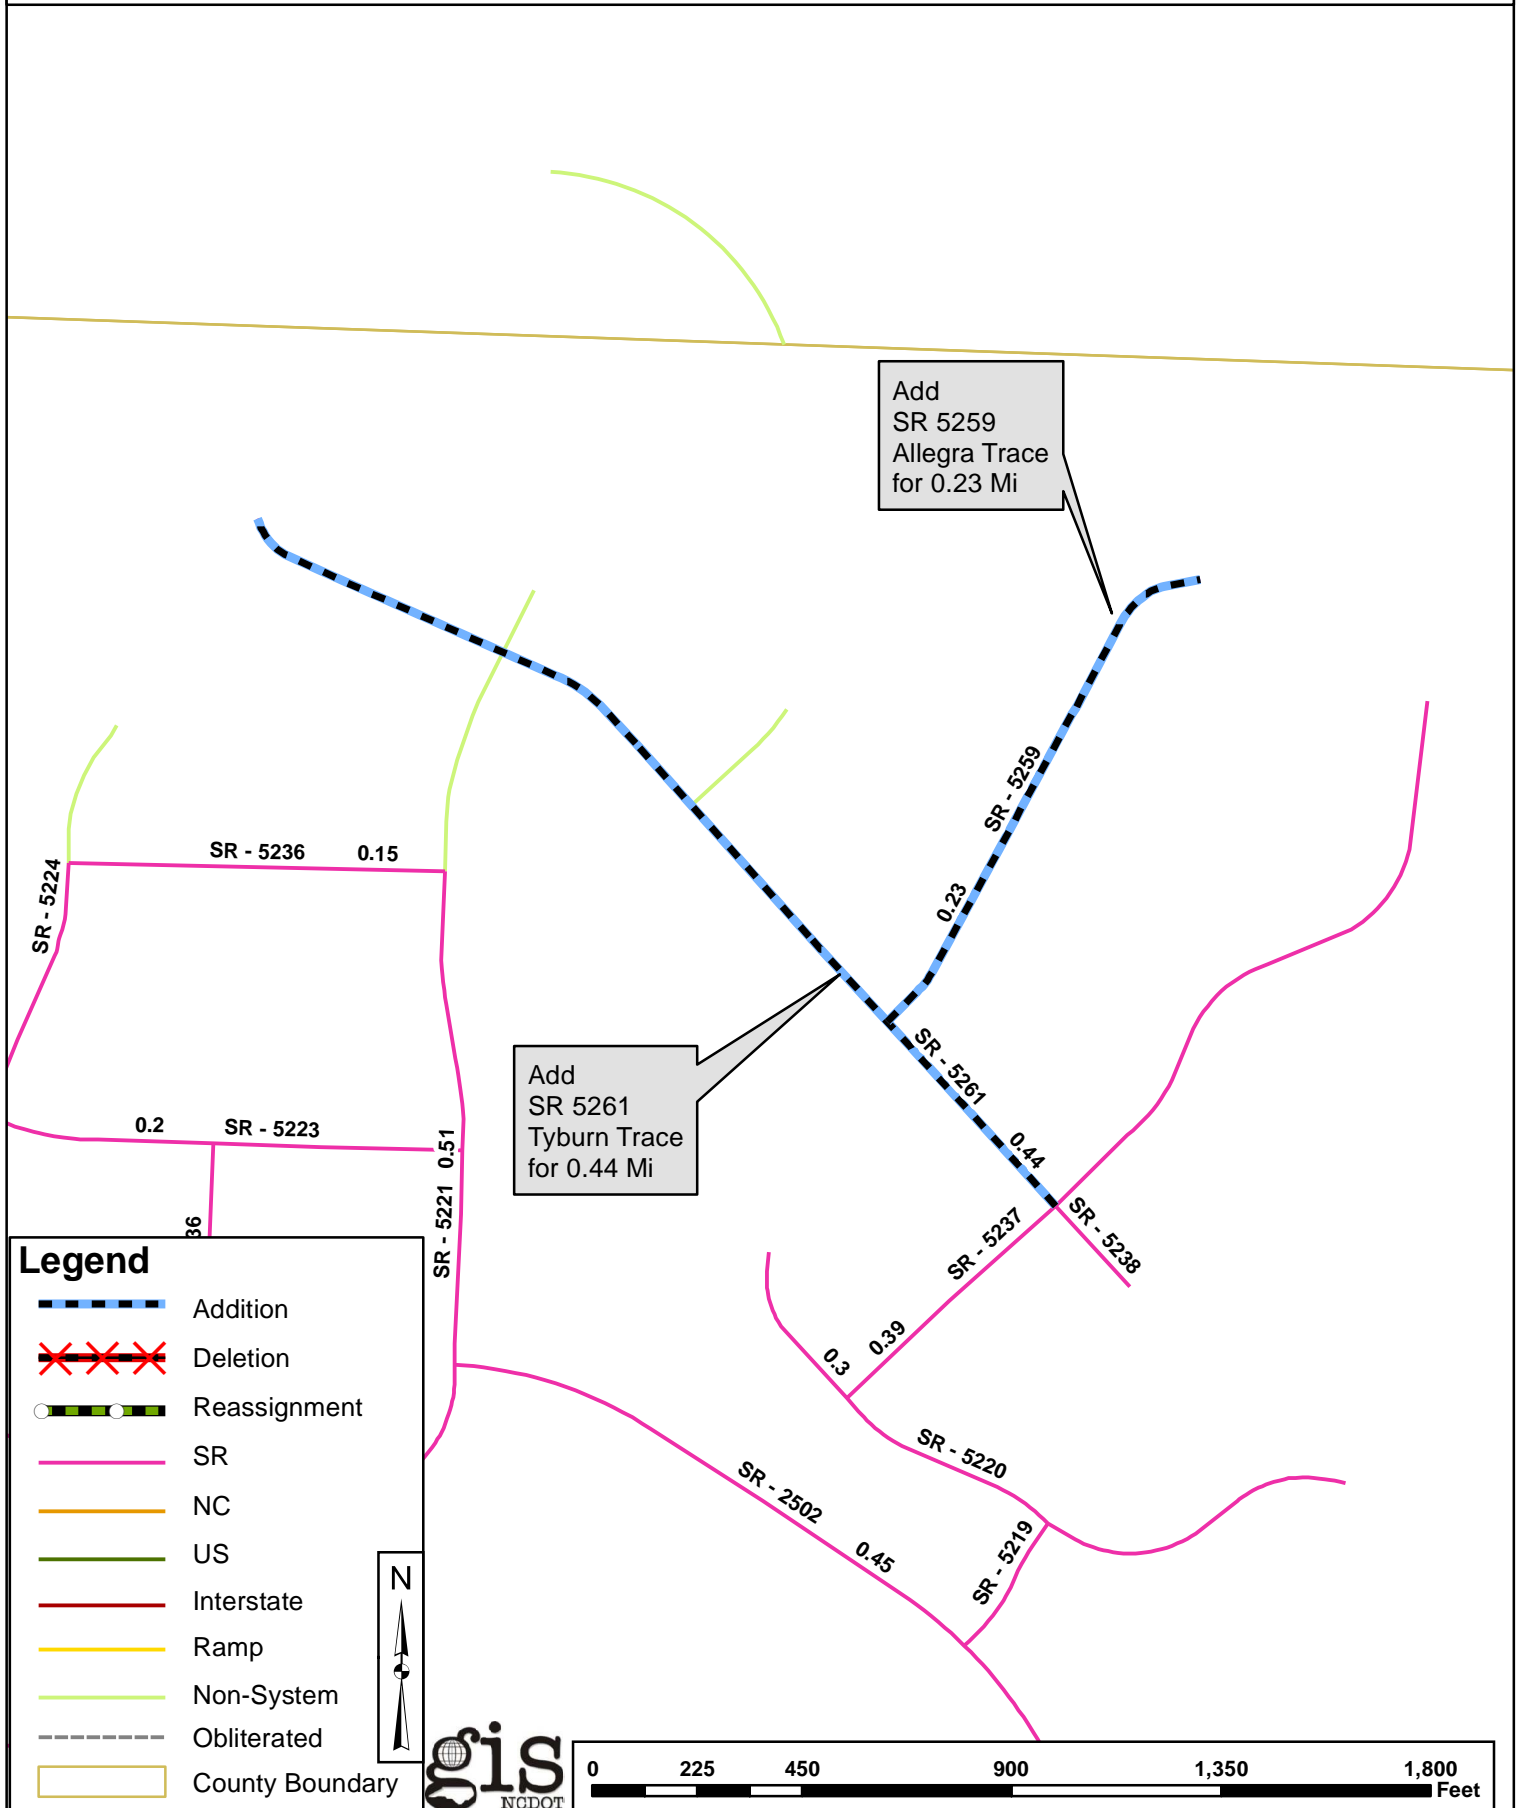 Add
SR 5259
Allegra Trace
for 0.23 Mi
SR - 5259
0.23
SR - 5224
SR - 5236 0.15
Add
SR 5261
Tyburn Trace
for 0.44 Mi
SR - 5261
0.44
0.2 SR - 5223
SR - 5221 0.51
36
SR - 5237
SR - 5238
0.39
0.3
SR - 5220
SR - 2502
0.45
SR - 5219
Legend
Addition
Deletion
Reassignment
SR
NC
US
Interstate
Ramp
Non-System
Obliterated
County Boundary
N
gis
NCDOT
0 225 450 900 1,350 1,800
Feet